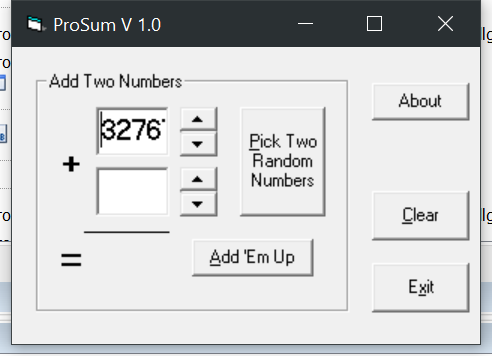 ProSum V 1.0
Add Two Numbers
3276
+
=
Pick Two
Random
Numbers
Add 'Em Up
About
Clear
Exit